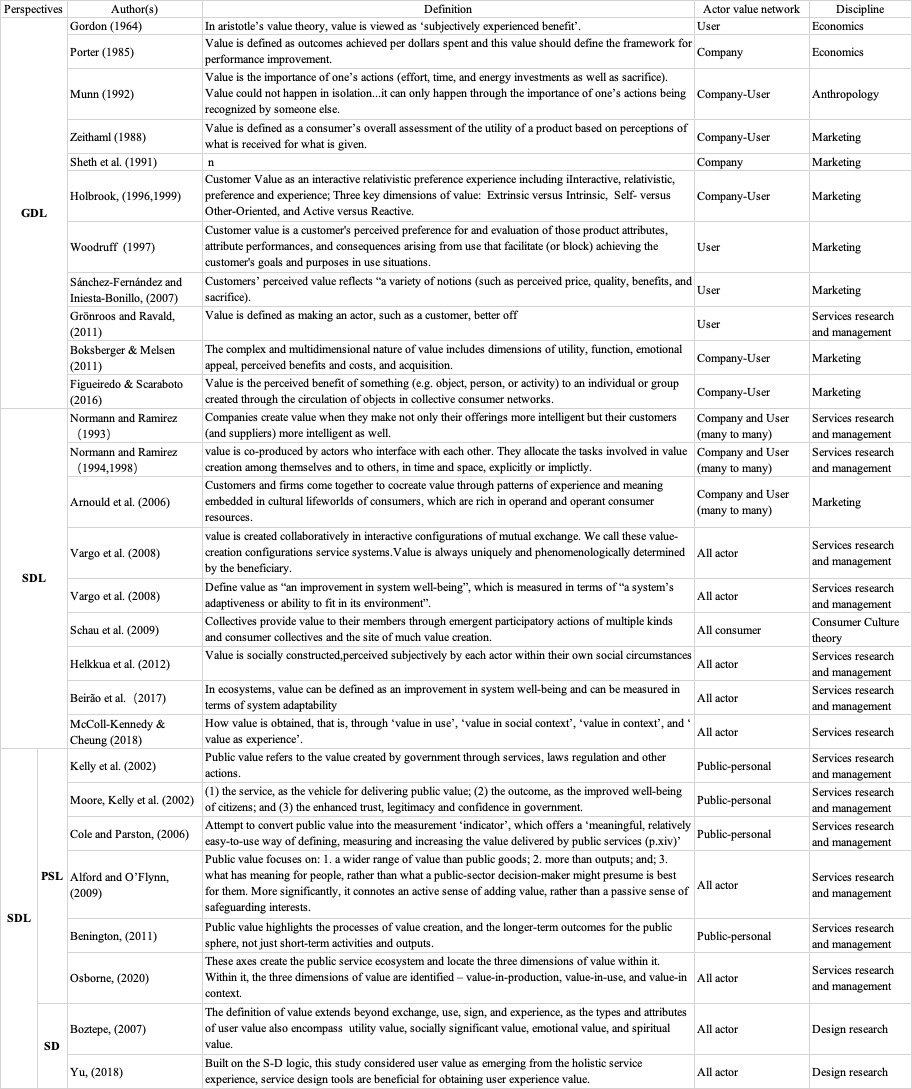 Perspectives Author(s) Definition Actor value network Discipline
GDL
Gordon (1964) In aristotle's value theory, value is viewed as ‘subjectively experienced benefit’. User Economics
Porter (1985) Value is defined as outcomes achieved per dollars spent and this value should define the framework for
performance improvement. Company Economics
Munn (1992) Value is the importance of one's actions (effort, time, and energy investments as well as sacrifice).
Value could not happen in isolation...it can only happen through the importance of one's actions being
recognized by someone else. Company-User Anthropology
Zeithaml (1988) Value is defined as a consumer's overall assessment of the utility of a product based on perceptions of
what is received for what is given. Company-User Marketing
Sheth et al. (1991) n Company Marketing
Holbrook, (1996,1999) Customer Value as an interactive relativistic preference experience including iInteractive, relativistic,
preference and experience; Three key dimensions of value: Extrinsic versus Intrinsic, Self- versus
Other-Oriented, and Active versus Reactive. Company-User Marketing
Woodruff (1997) Customer value is a customer's perceived preference for and evaluation of those product attributes,
attribute performances, and consequences arising from use that facilitate (or block) achieving the
customer's goals and purposes in use situations. User Marketing
Sánchez-Fernández and
Iniesta-Bonillo, (2007) Customers' perceived value reflects “a variety of notions (such as perceived price, quality, benefits, and
sacrifice). User Marketing
Grönroos and Ravald,
(2011) Value is defined as making an actor, such as a customer, better off User Services research
and management
Boksberger & Melsen
(2011) The complex and multidimensional nature of value includes dimensions of utility, function, emotional
appeal, perceived benefits and costs, and acquisition. Company-User Marketing
Figueiredo & Scaraboto
(2016) Value is the perceived benefit of something (e.g. object, person, or activity) to an individual or group
created through the circulation of objects in collective consumer networks. Company-User Marketing
SDL
Normann and Ramirez
（1993） Companies create value when they make not only their offerings more intelligent but their customers
(and suppliers) more intelligent as well. Company and User
(many to many) Services research
and management
Normann and Ramirez
（1994,1998） value is co-produced by actors who interface with each other. They allocate the tasks involved in value
creation among themselves and to others, in time and space, explicitly or implictly. Company and User
(many to many) Services research
and management
Arnould et al. (2006) Customers and firms come together to cocreate value through patterns of experience and meaning
embedded in cultural lifeworlds of consumers, which are rich in operand and operant consumer
resources. Company and User
(many to many) Marketing
Vargo et al. (2008) value is created collaboratively in interactive configurations of mutual exchange. We call these value-
creation configurations service systems.Value is always uniquely and phenomenologically determined
by the beneficiary. All actor Services research
and management
Vargo et al. (2008) Define value as “an improvement in system well-being”, which is measured in terms of “a system's
adaptiveness or ability to fit in its environment”. All actor Services research
and management
Schau et al. (2009) Collectives provide value to their members through emergent participatory actions of multiple kinds
and consumer collectives and the site of much value creation. All consumer Consumer Culture
theory
Helkkua et al. (2012) Value is socially constructed,perceived subjectively by each actor within their own social circumstances All actor Services research
and management
Beirão et al.（2017) In ecosystems, value can be defined as an improvement in system well-being and can be measured in
terms of system adaptability All actor Services research
and management
McColl-Kennedy &
Cheung (2018) How value is obtained, that is, through ‘value in use’, ‘value in social context’, ‘value in context’, and ‘
value as experience’. All actor Services research
SDL
PSL
Kelly et al. (2002) Public value refers to the value created by government through services, laws regulation and other
actions. Public-personal Services research
and management
Moore, Kelly et al. (2002) (1) the service, as the vehicle for delivering public value; (2) the outcome, as the improved well-being
of citizens; and (3) the enhanced trust, legitimacy and confidence in government. Public-personal Services research
and management
Cole and Parston, (2006) Attempt to convert public value into the measurement ‘indicator’, which offers a ‘meaningful, relatively
easy-to-use way of defining, measuring and increasing the value delivered by public services (p.xiv)’ Public-personal Services research
and management
Alford and O'Flynn,
(2009) Public value focuses on: 1. a wider range of value than public goods; 2. more than outputs; and; 3.
what has meaning for people, rather than what a public-sector decision-maker might presume is best
for them. More significantly, it connotes an active sense of adding value, rather than a passive sense of
safeguarding interests. All actor Services research
and management
Benington, (2011) Public value highlights the processes of value creation, and the longer-term outcomes for the public
sphere, not just short-term activities and outputs. Public-personal Services research
and management
Osborne, (2020) These axes create the public service ecosystem and locate the three dimensions of value within it.
Within it, the three dimensions of value are identified – value-in-production, value-in-use, and value-in
context. All actor Services research
and management
SD
Boztepe, (2007) The definition of value extends beyond exchange, use, sign, and experience, as the types and attributes
of user value also encompass utility value, socially significant value, emotional value, and spiritual
value. All actor Design research
Yu, (2018) Built on the S-D logic, this study considered user value as emerging from the holistic service
experience, service design tools are beneficial for obtaining user experience value. All actor Design research